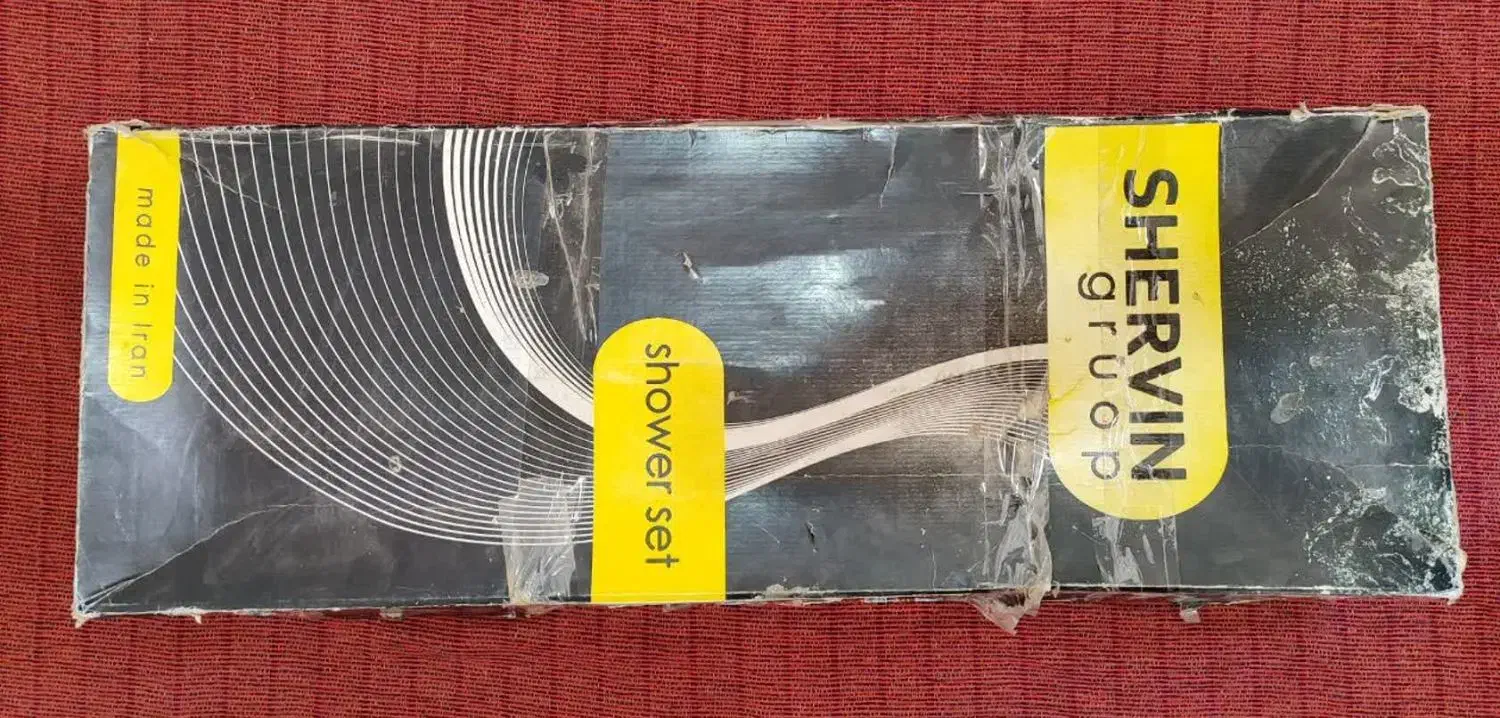 SHERVIN
gruop
shower set
made in Iran